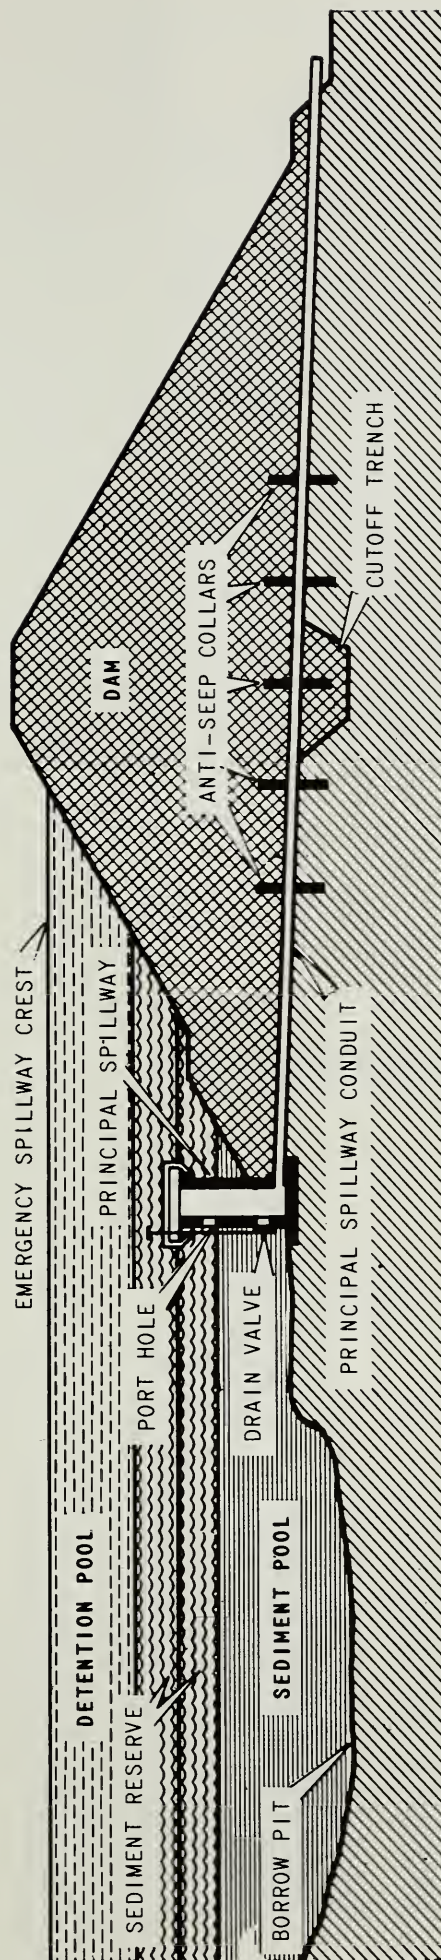 EMERGENCY SPILLWAY CREST
DETENTION POOL
SEDIMENT RESERVE
PORT HOLE
PRINCIPAL SPILLWAY
DAM
ANTI-SEEP COLLARS
SEDIMENT POOL
DRAIN VALVE
BORROW PIT
PRINCIPAL SPILLWAY CONDUIT
CUTOFF TRENCH